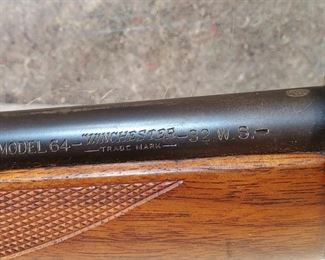 MODEL 64-WINCHESTER-32 W.S.-
-TRADE MARK-